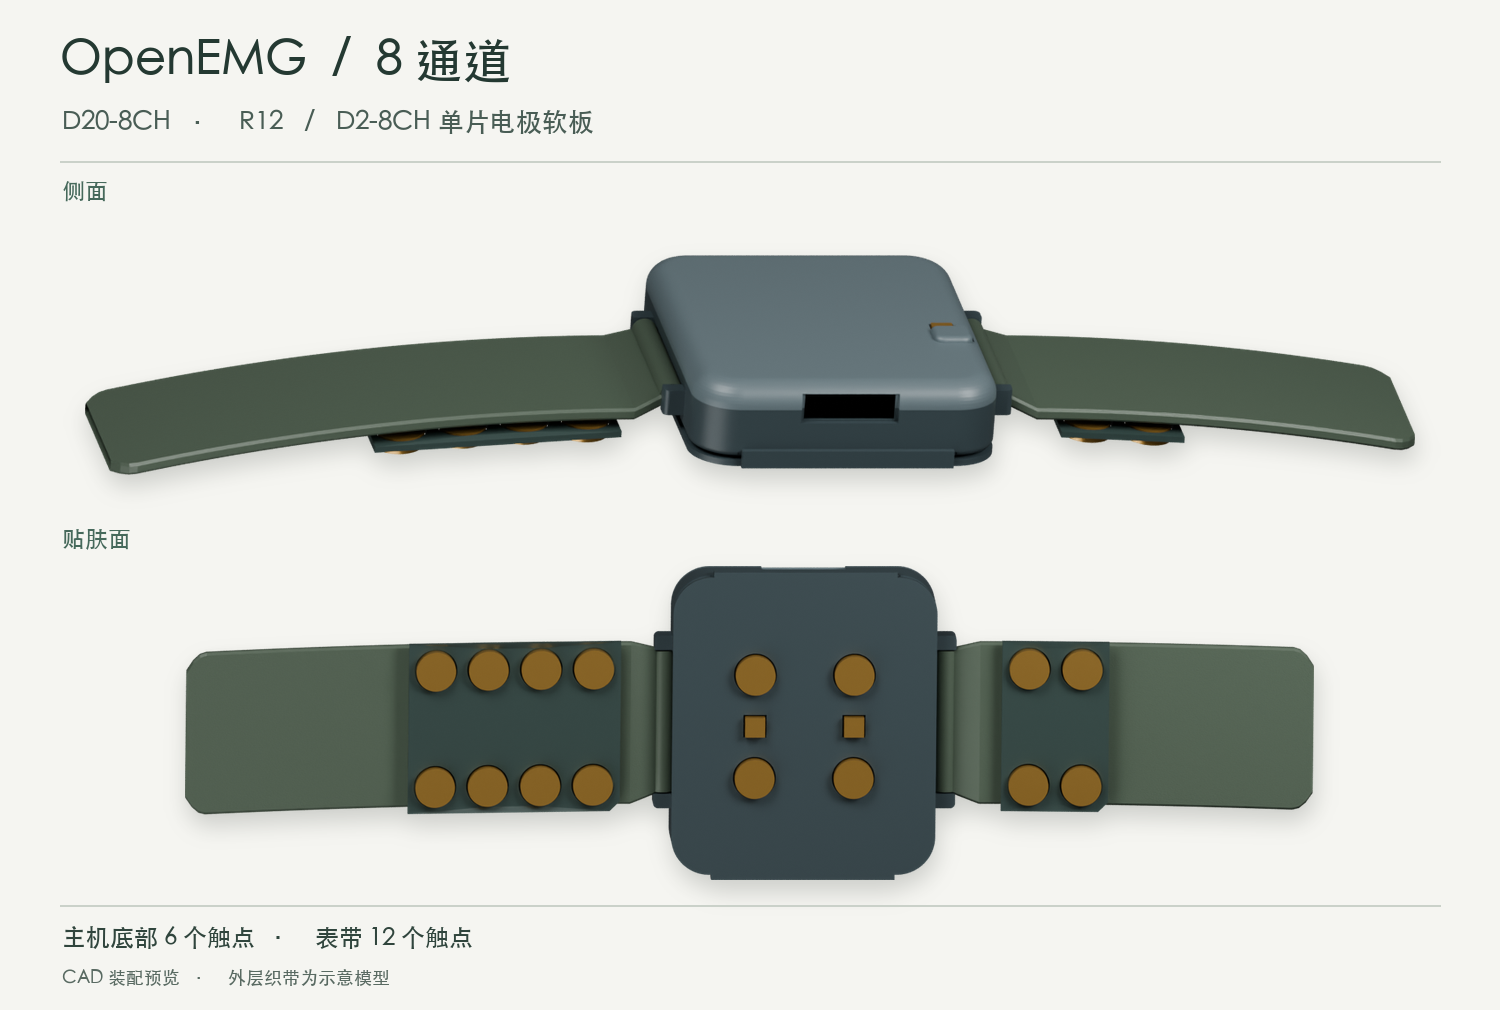 OpenEMG / 8 通道
D20-8CH · R12 / D2-8CH 单片电极软板
侧面
贴肤面
主机底部 6 个触点 · 表带 12 个触点
CAD 装配预览 · 外层织带为示意模型